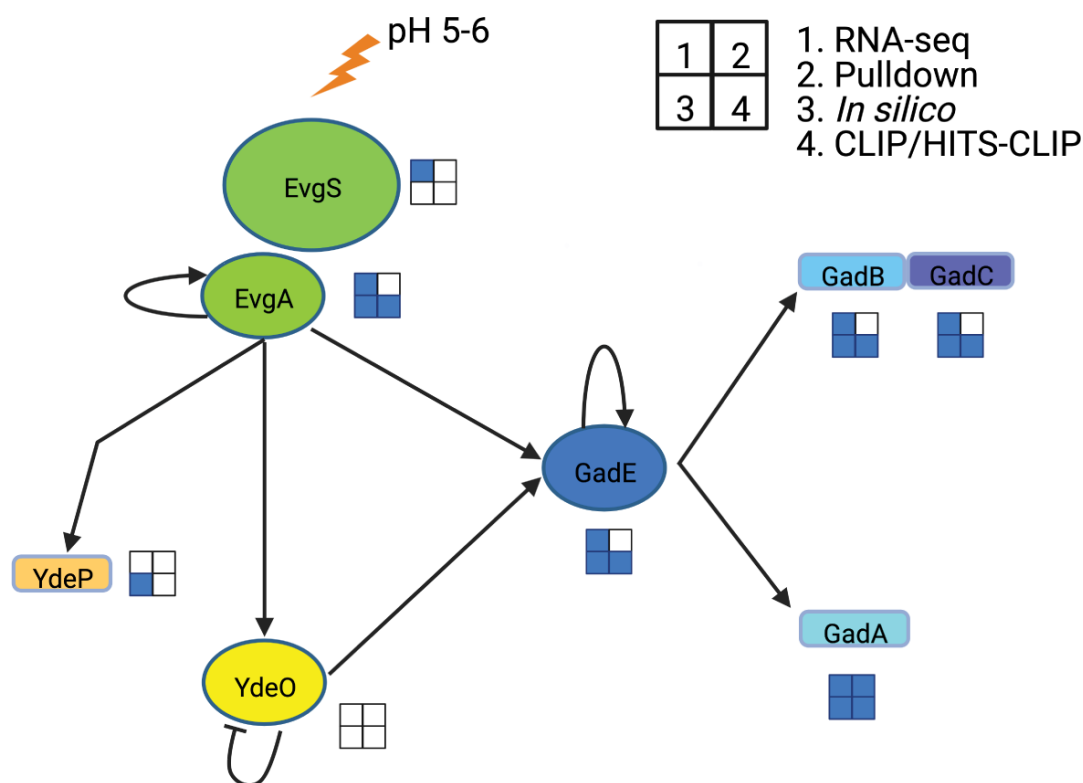 pH 5-6
1 2
3 4
1. RNA-seq
2. Pulldown
3. In silico
4. CLIP/HITS-CLIP
EvgS
EvgA
GadB GadC
GadE
YdeP
GadA
YdeO